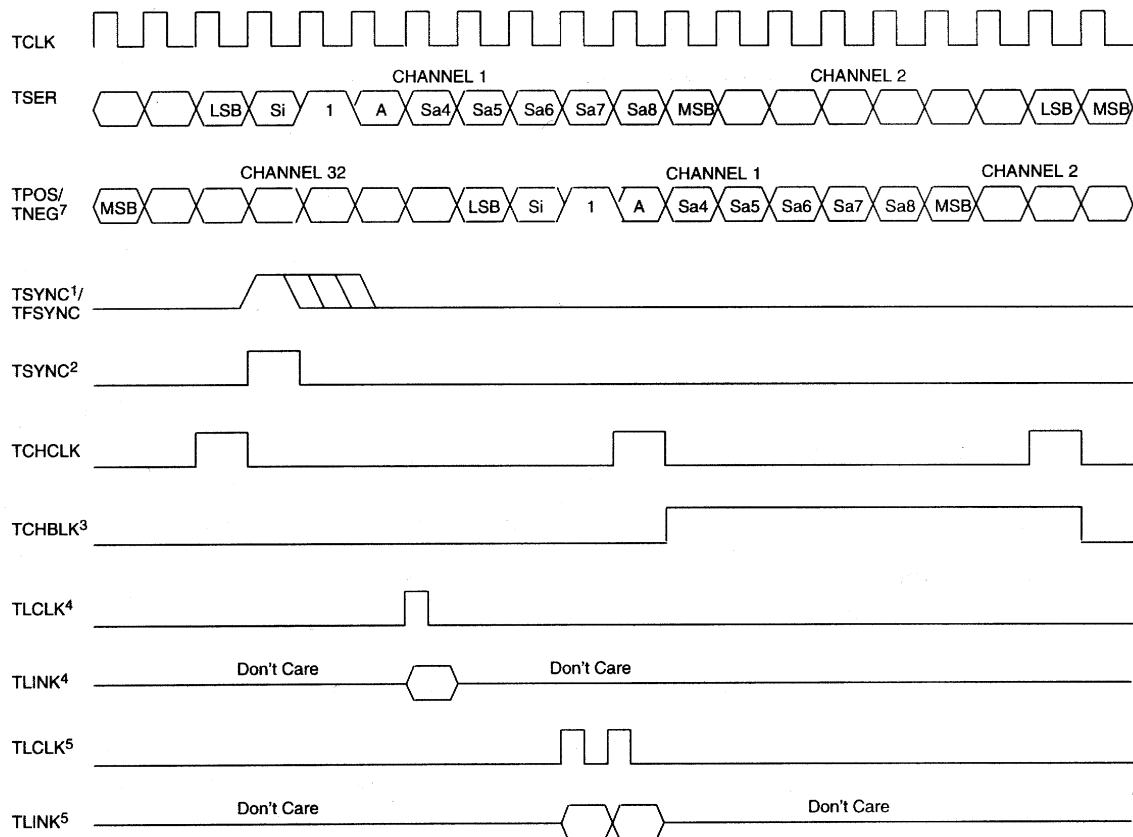 TCLK
CHANNEL 1 CHANNEL 2
TSER LSB Si 1 A Sa4 Sa5 Sa6 Sa7 Sa8 MSB LSB MSB
CHANNEL 32 CHANNEL 1 CHANNEL 2
TPOS/
TNEG7 MSB LSB Si 1 A Sa4 Sa5 Sa6 Sa7 Sa8 MSB
TSYNC1/
TFSYNC
TSYNC2
TCHCLK
TCHBLK3
TLCLK4
Don't Care Don't Care
TLINK4
TLCLK5
Don't Care Don't Care
TLINK5